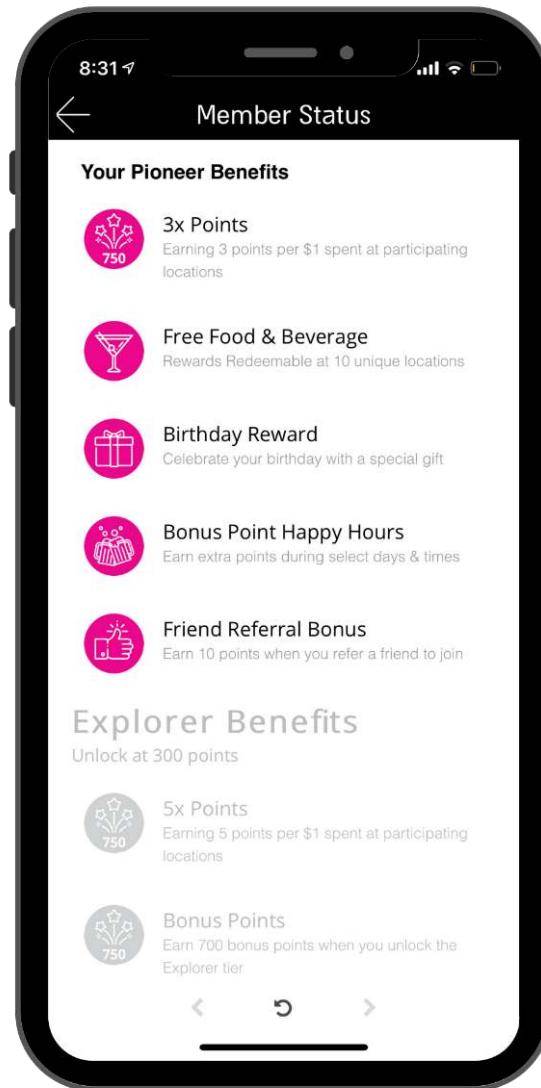 8:31
Member Status
Your Pioneer Benefits
750
3x Points
Earning 3 points per $1 spent at participating
locations
Free Food & Beverage
Rewards Redeemable at 10 unique locations
Birthday Reward
Celebrate your birthday with a special gift
Bonus Point Happy Hours
Earn extra points during select days & times
Friend Referral Bonus
Earn 10 points when you refer a friend to join
Explorer Benefits
Unlock at 300 points
750
5x Points
Earning 5 points per $1 spent at participating
locations
750
Bonus Points
Earn 700 bonus points when you unlock the
Explorer tier